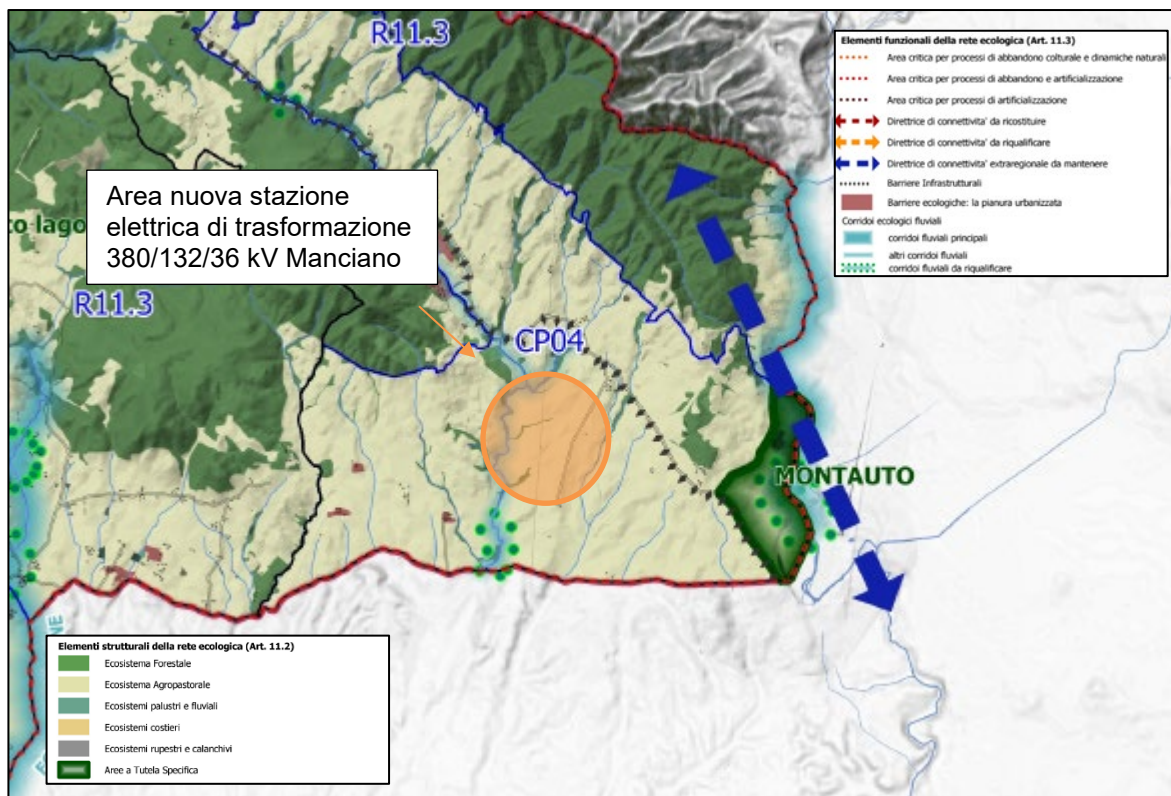 R11.3
Elementi funzionali della rete ecologica (Art. 11.3)
Area critica per processi di abbandono colturale e dinamiche naturali
Area critica per processi di abbandono e artificializzazione
Area critica per processi di artificializzazione
Direttrice di connettivita' da ricostituire
Direttrice di connettivita' da riqualificare
Direttrice di connettivita' extraregionale da mantenere
Barriere Infrastrutturali
Barriere ecologiche: la pianura urbanizzata
Corridoi ecologici fluviali
corridoi fluviali principali
altri corridoi fluviali
corridoi fluviali da riqualificare
Area nuova stazione
elettrica di trasformazione
380/132/36 kV Manciano
co lago
R11.3
CP04
MONTAUTO
Elementi strutturali della rete ecologica (Art. 11.2)
Ecosistema Forestale
Ecosistema Agropastorale
Ecosistemi palustri e fluviali
Ecosistemi costieri
Ecosistemi rupestri e calanchivi
Aree a Tutela Specifica